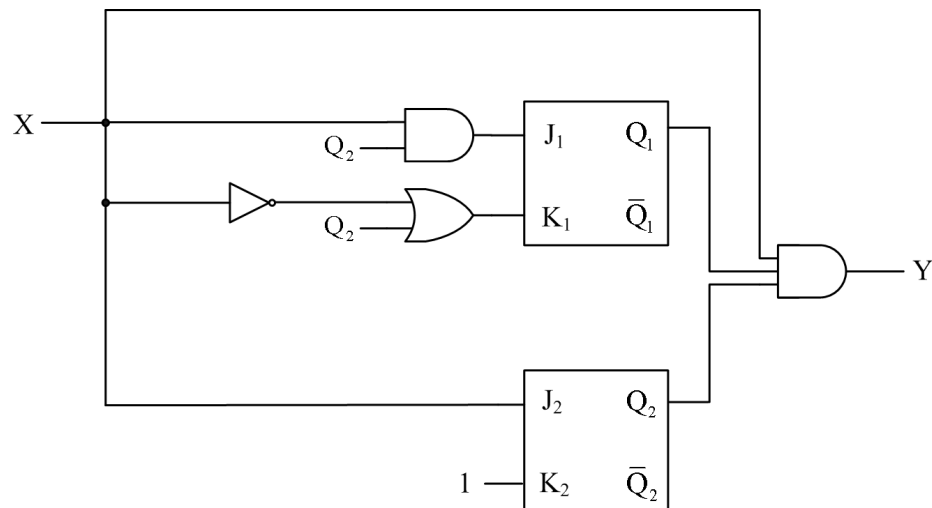 X
Q₂
J₁
Q₁
Q₂
K₁
Q̅₁
Y
J₂
Q₂
1
K₂
Q̅₂